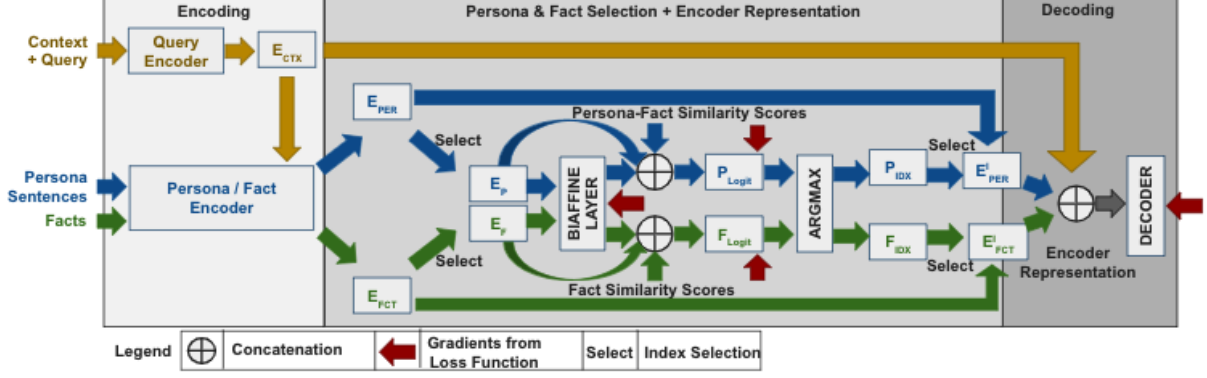 Encoding
Persona & Fact Selection + Encoder Representation
Decoding
Context
+ Query
Query
Encoder
E_CTX
E_PER
Persona-Fact Similarity Scores
Select
Select
Persona
Sentences
Facts
Persona / Fact
Encoder
E_P
E_F
BIAFFINE
LAYER
P_Logit
F_Logit
ARGMAX
P_IDX
F_IDX
E^I_PER
E^I_FCT
DECODER
Select
Select
Encoder
Representation
E_FCT
Fact Similarity Scores
Legend
Concatenation
Gradients from
Loss Function
Select
Index Selection